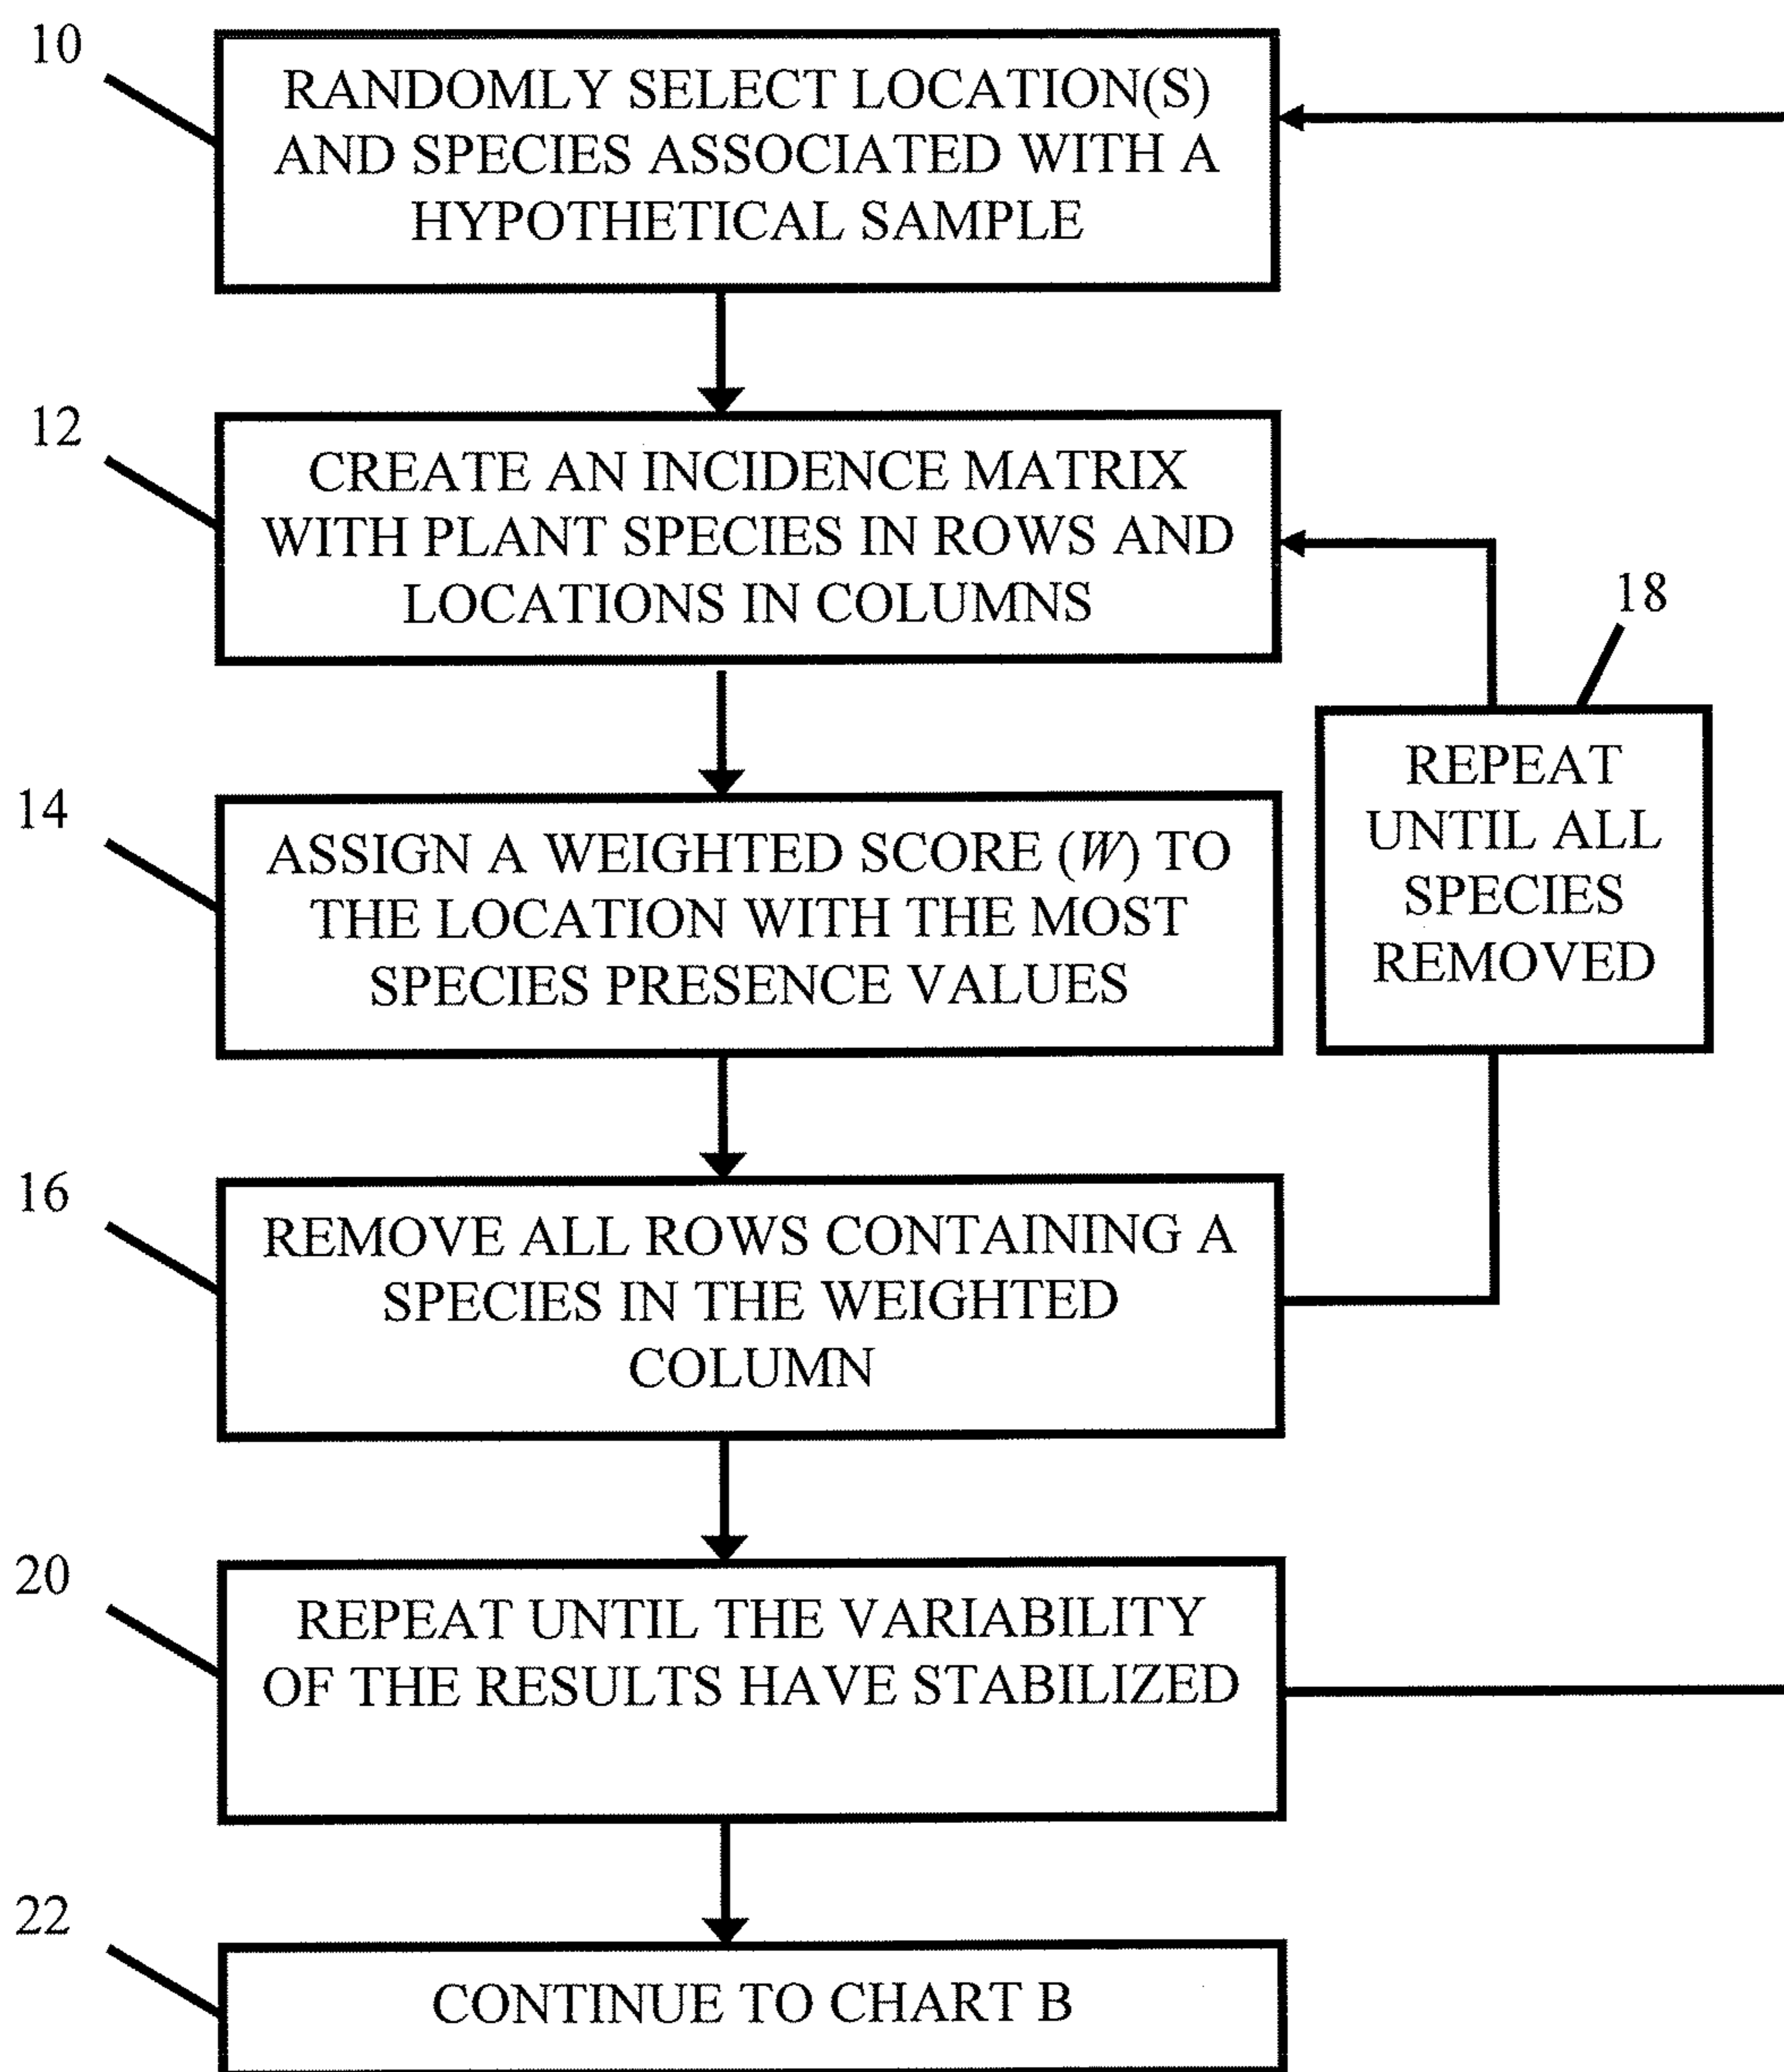 10
RANDOMLY SELECT LOCATION(S)
AND SPECIES ASSOCIATED WITH A
HYPOTHETICAL SAMPLE
12
CREATE AN INCIDENCE MATRIX
WITH PLANT SPECIES IN ROWS AND
LOCATIONS IN COLUMNS
18
REPEAT
UNTIL ALL
SPECIES
REMOVED
14
ASSIGN A WEIGHTED SCORE (W) TO
THE LOCATION WITH THE MOST
SPECIES PRESENCE VALUES
16
REMOVE ALL ROWS CONTAINING A
SPECIES IN THE WEIGHTED
COLUMN
20
REPEAT UNTIL THE VARIABILITY
OF THE RESULTS HAVE STABILIZED
22
CONTINUE TO CHART B